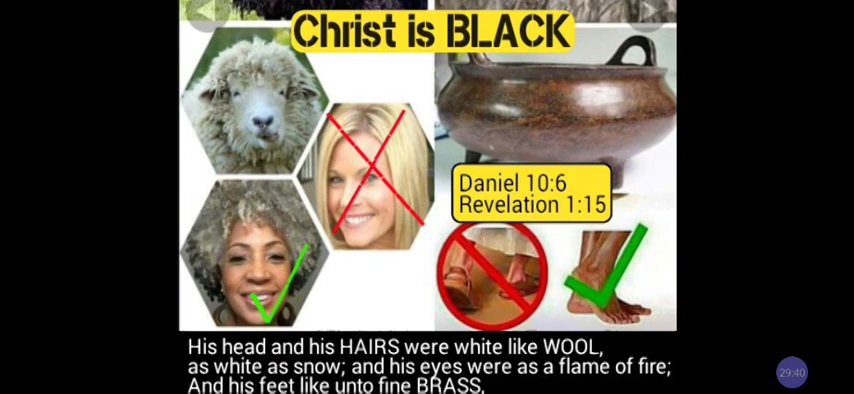 Christ is BLACK
Daniel 10:6
Revelation 1:15
His head and his HAIRS were white like WOOL,
as white as snow; and his eyes were as a flame of fire;
And his feet like unto fine BRASS,
29:40